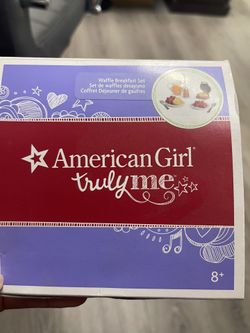 Waffle Breakfast Set
Set de waffles desayuno
Coffret Déjeuner de gaufres
American Girl
truly me
8+